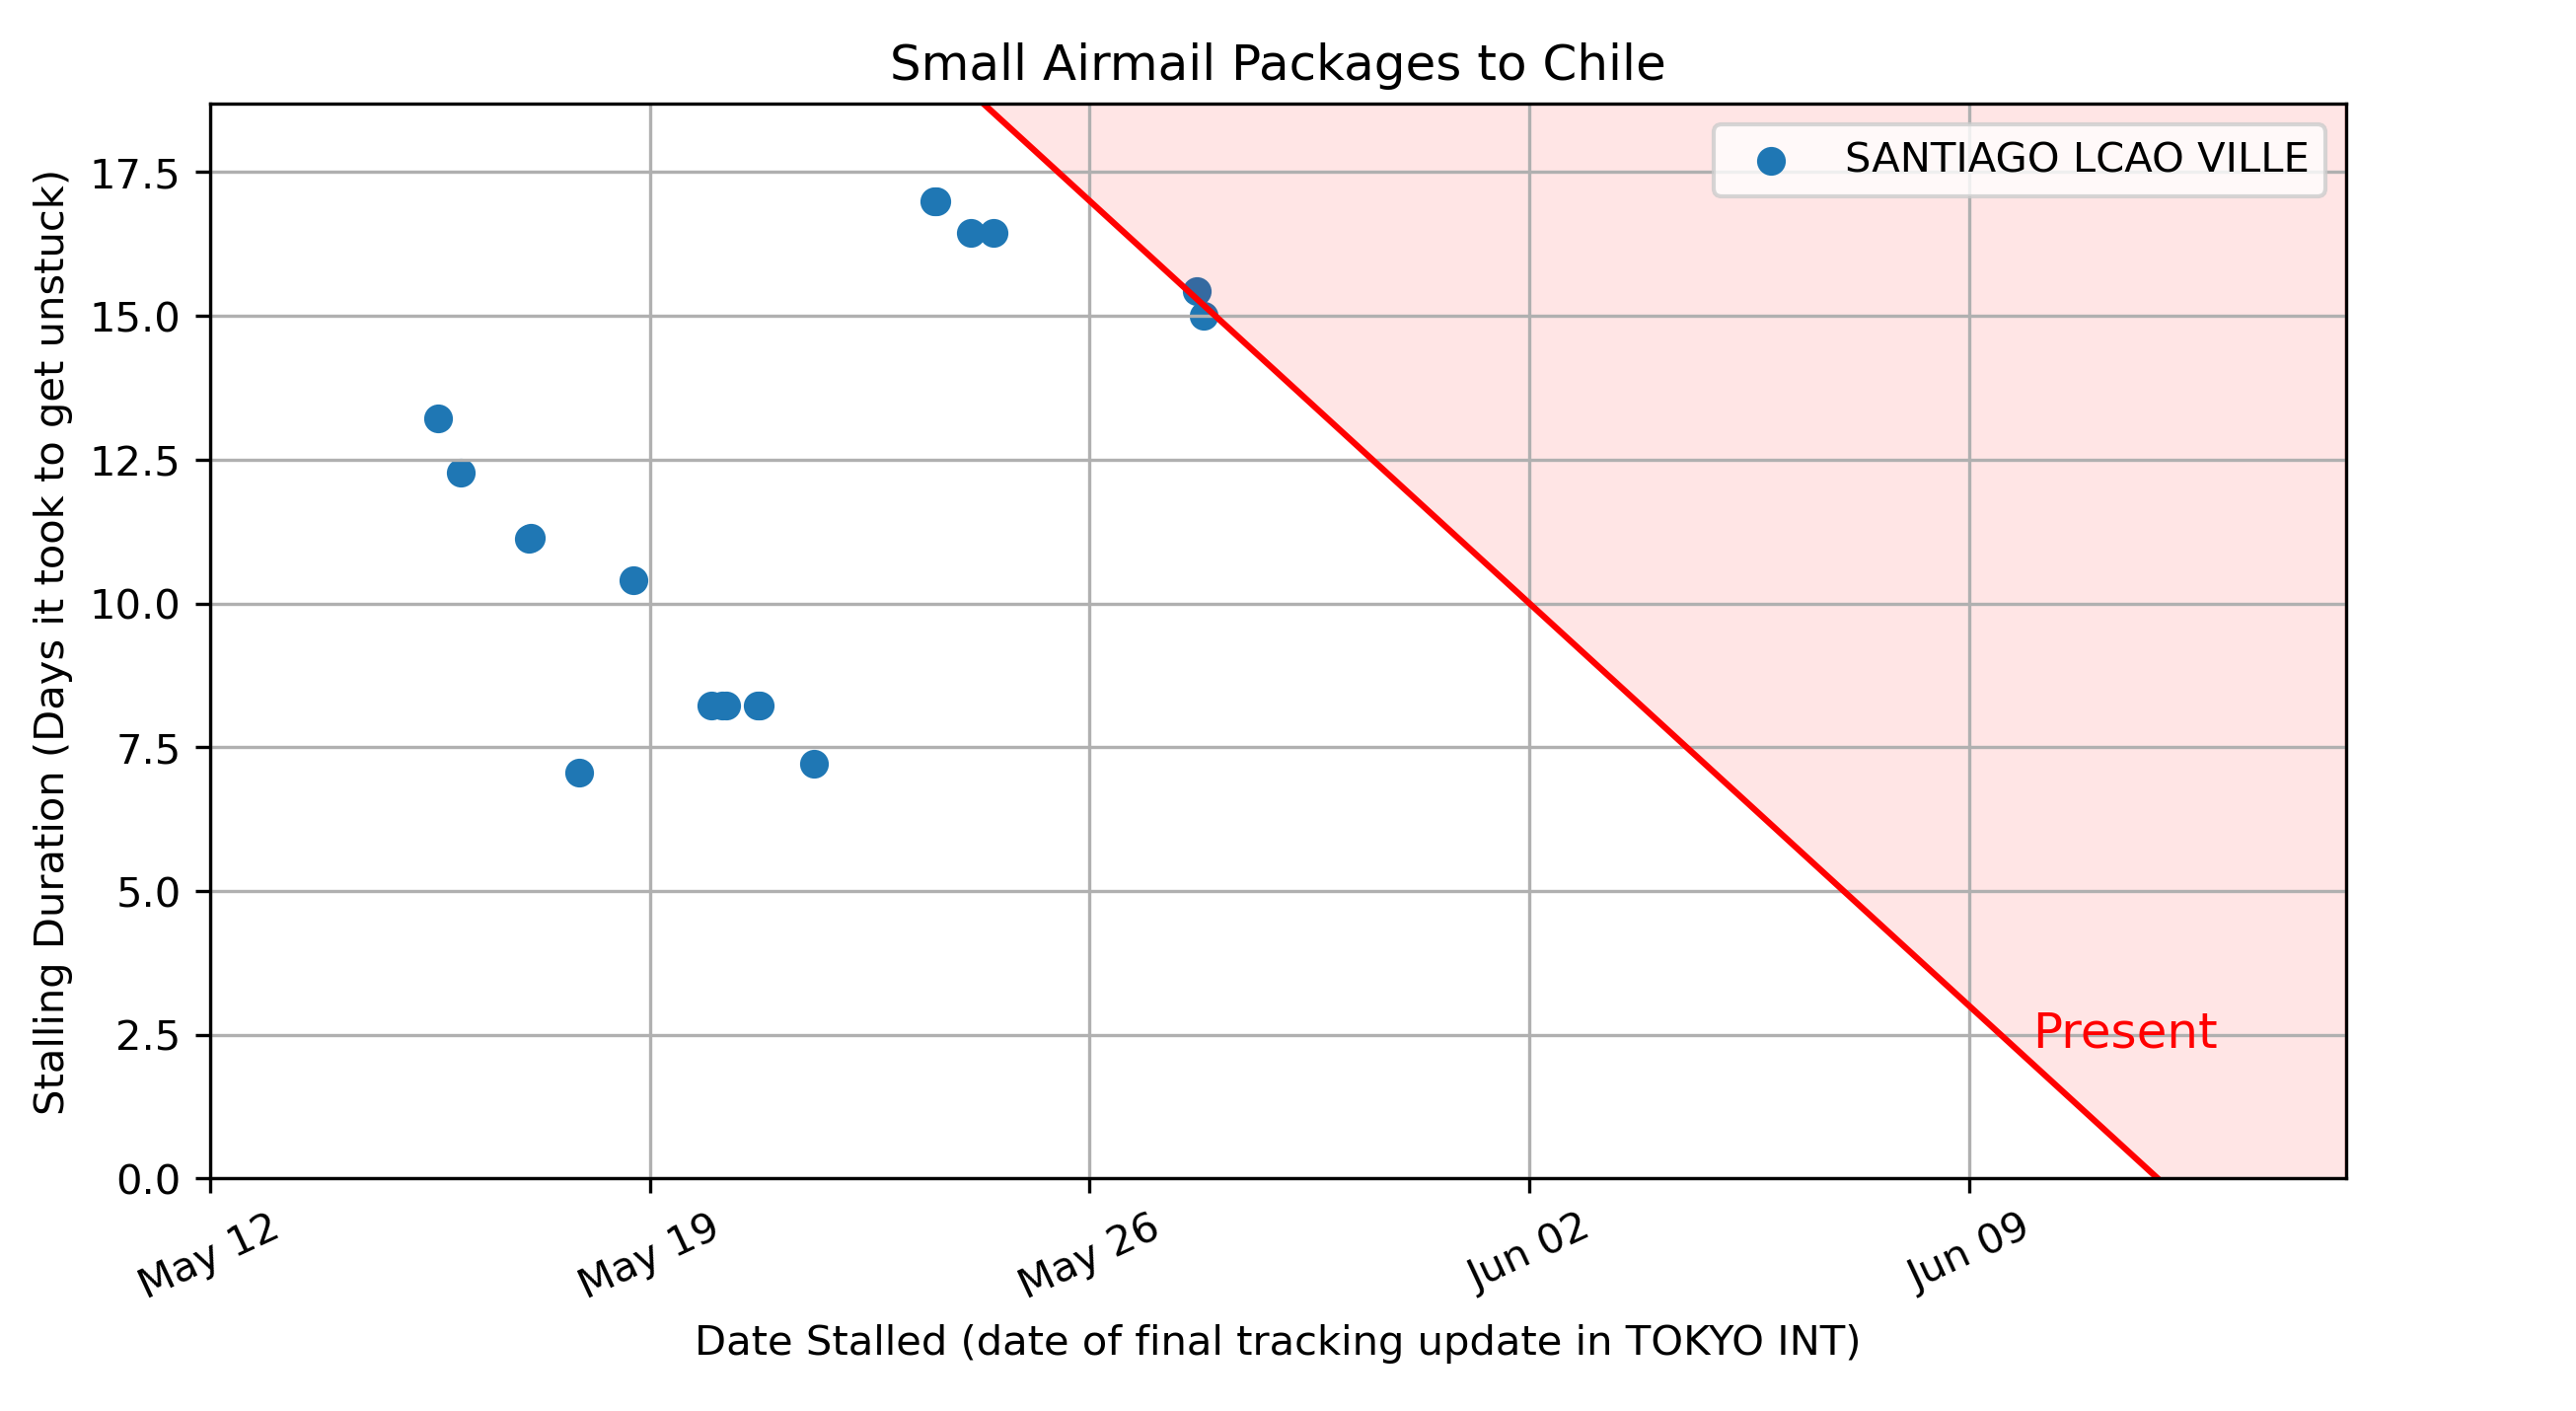 Small Airmail Packages to Chile
SANTIAGO LCAO VILLE
Stalling Duration (Days it took to get unstuck)
17.5
15.0
12.5
10.0
7.5
5.0
2.5
0.0
Present
May 12
May 19
May 26
Jun 02
Jun 09
Date Stalled (date of final tracking update in TOKYO INT)